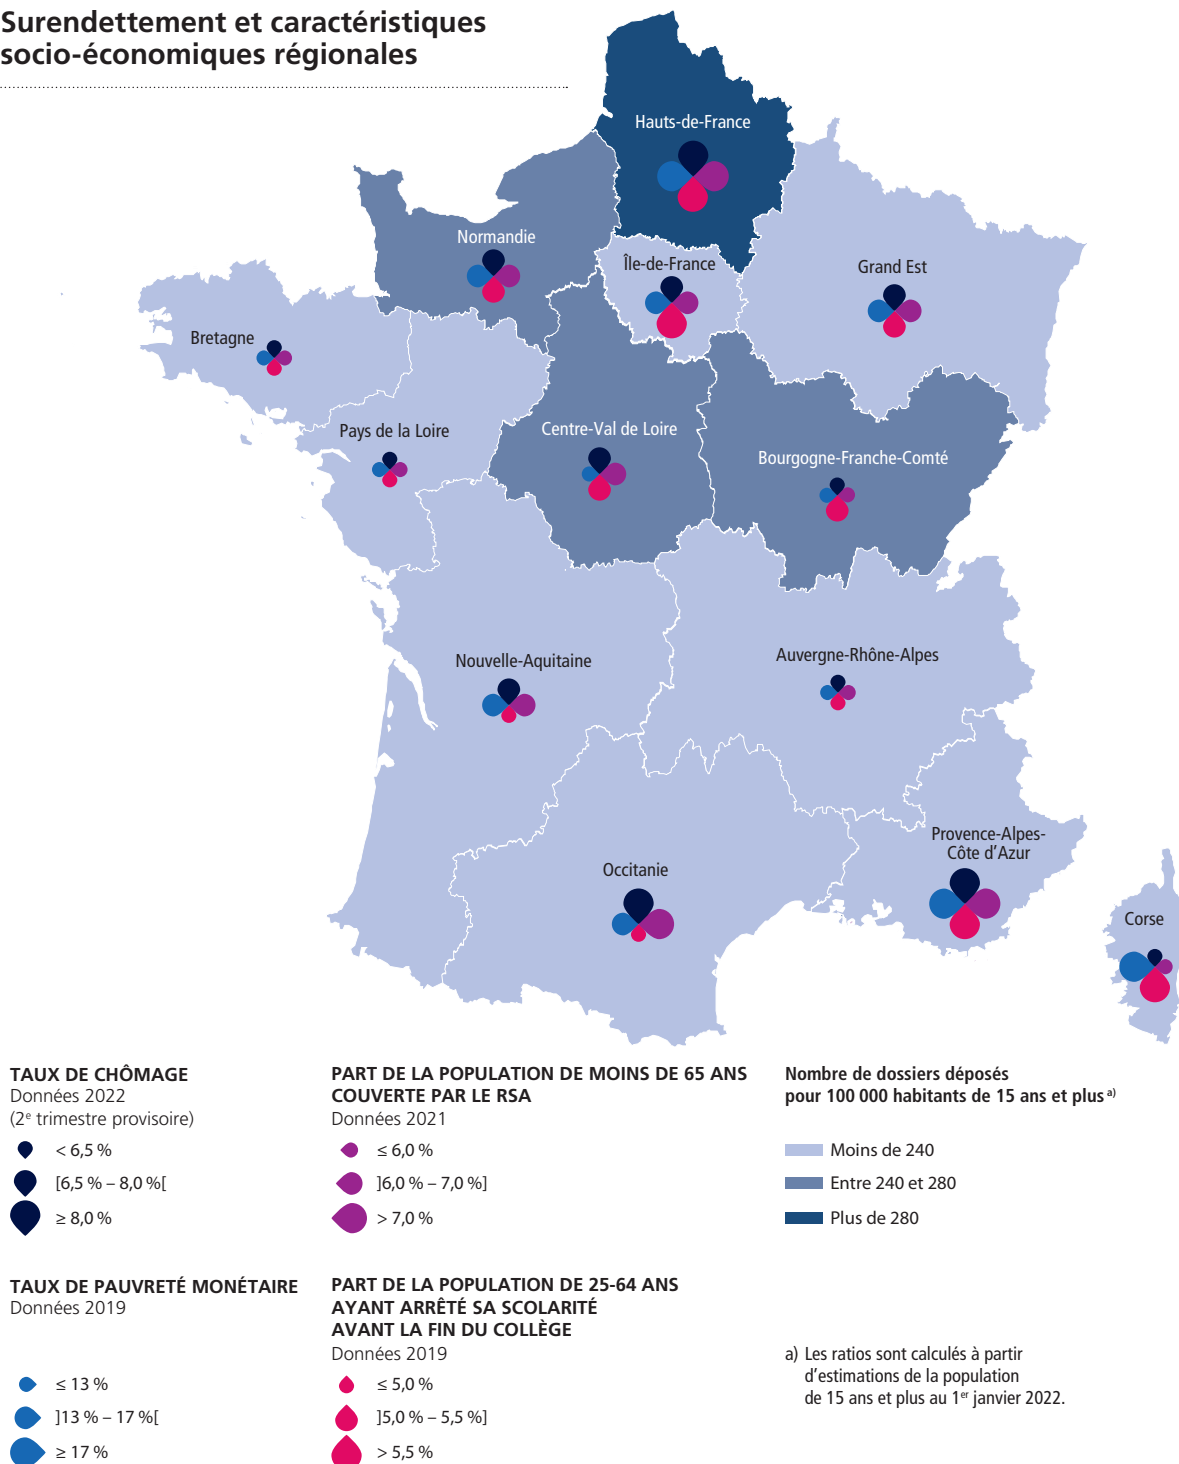 Surendettement et caractéristiques
socio-économiques régionales
Hauts-de-France
Normandie
Île-de-France
Grand Est
Bretagne
Pays de la Loire
Centre-Val de Loire
Bourgogne-Franche-Comté
Nouvelle-Aquitaine
Auvergne-Rhône-Alpes
Provence-Alpes-
Côte d'Azur
Occitanie
Corse
TAUX DE CHÔMAGE
Données 2022
(2e trimestre provisoire)
< 6,5 %
[6,5 % – 8,0 %[
≥ 8,0 %
PART DE LA POPULATION DE MOINS DE 65 ANS
COUVERTE PAR LE RSA
Données 2021
≤ 6,0 %
]6,0 % – 7,0 %]
> 7,0 %
Nombre de dossiers déposés
pour 100 000 habitants de 15 ans et plus a)
Moins de 240
Entre 240 et 280
Plus de 280
TAUX DE PAUVRETÉ MONÉTAIRE
Données 2019
≤ 13 %
]13 % – 17 %[
≥ 17 %
PART DE LA POPULATION DE 25-64 ANS
AYANT ARRÊTÉ SA SCOLARITÉ
AVANT LA FIN DU COLLÈGE
Données 2019
≤ 5,0 %
]5,0 % – 5,5 %]
> 5,5 %
a) Les ratios sont calculés à partir
d'estimations de la population
de 15 ans et plus au 1er janvier 2022.